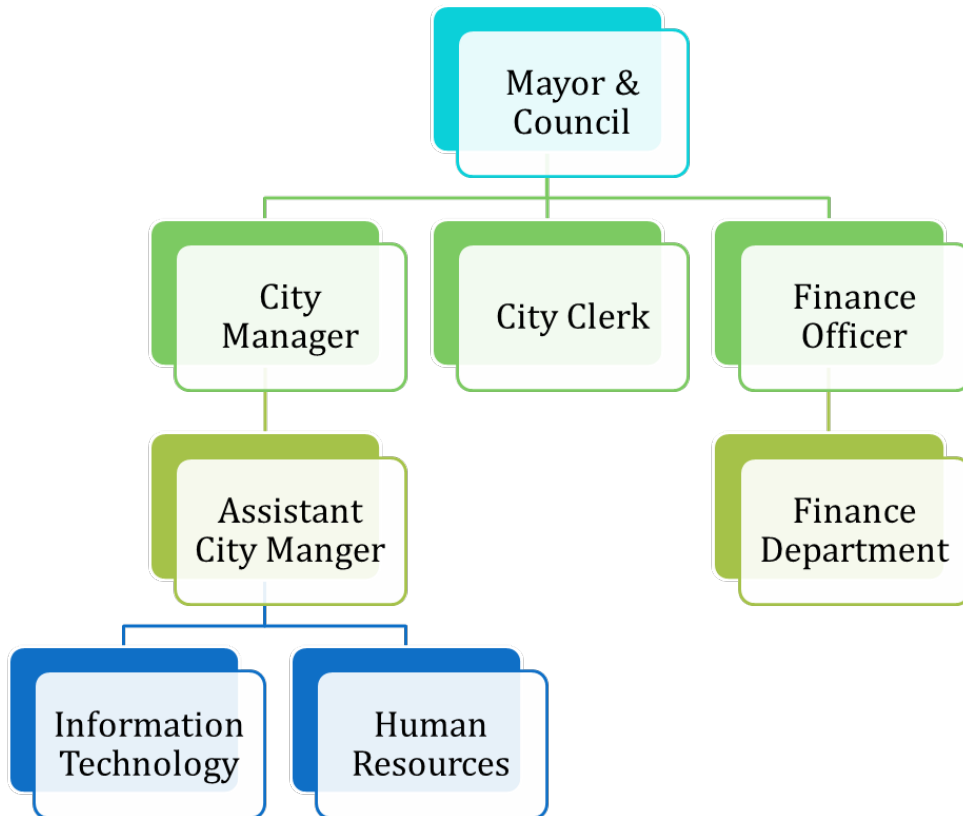 Mayor &
Council
City
Manager
City Clerk
Finance
Officer
Assistant
City Manger
Finance
Department
Information
Technology
Human
Resources